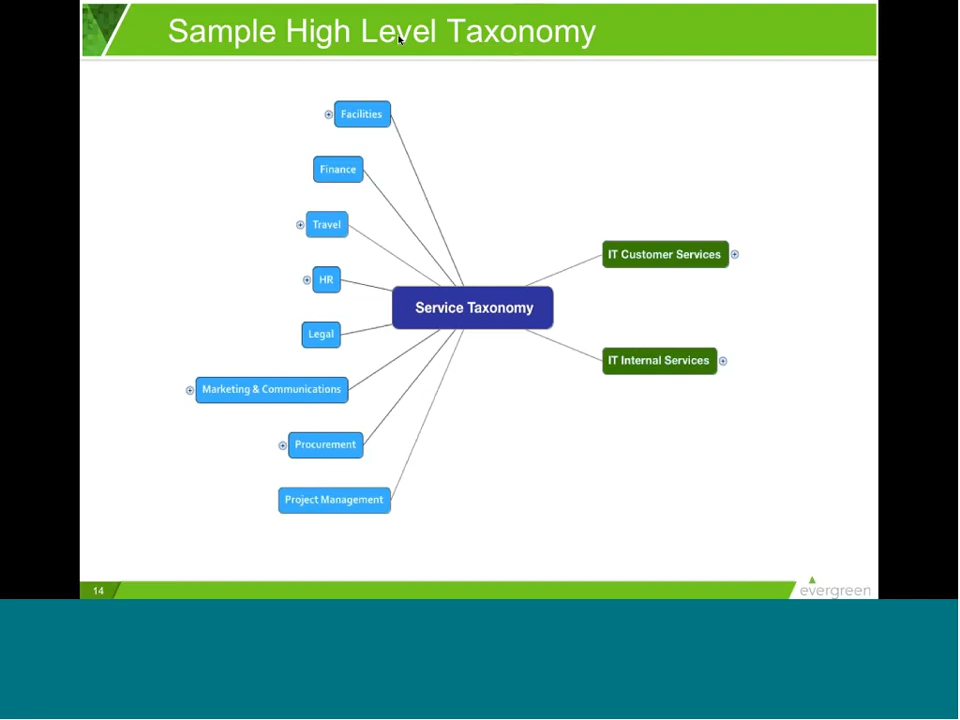 Sample High Level Taxonomy
Facilities
Finance
Travel
HR
Legal
Marketing & Communications
Procurement
Project Management
Service Taxonomy
IT Customer Services
IT Internal Services
14
evergreen